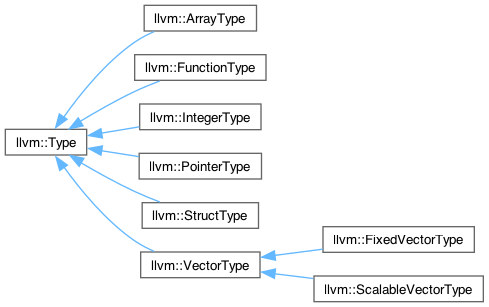 llvm::ArrayType
llvm::FunctionType
llvm::IntegerType
llvm::Type
llvm::PointerType
llvm::StructType
llvm::FixedVectorType
llvm::VectorType
llvm::ScalableVectorType